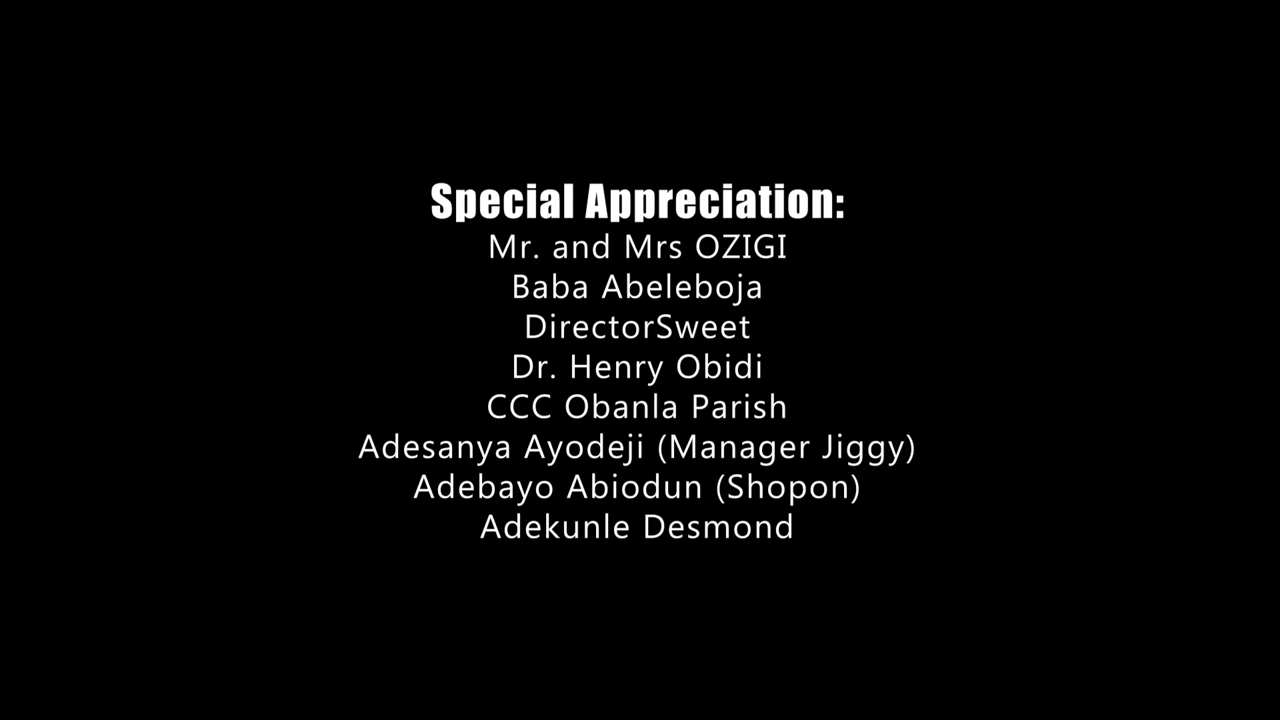 Special Appreciation:
Mr. and Mrs OZIGI
Baba Abeleboja
DirectorSweet
Dr. Henry Obidi
CCC Obanla Parish
Adesanya Ayodeji (Manager Jiggy)
Adebayo Abiodun (Shopon)
Adekunle Desmond